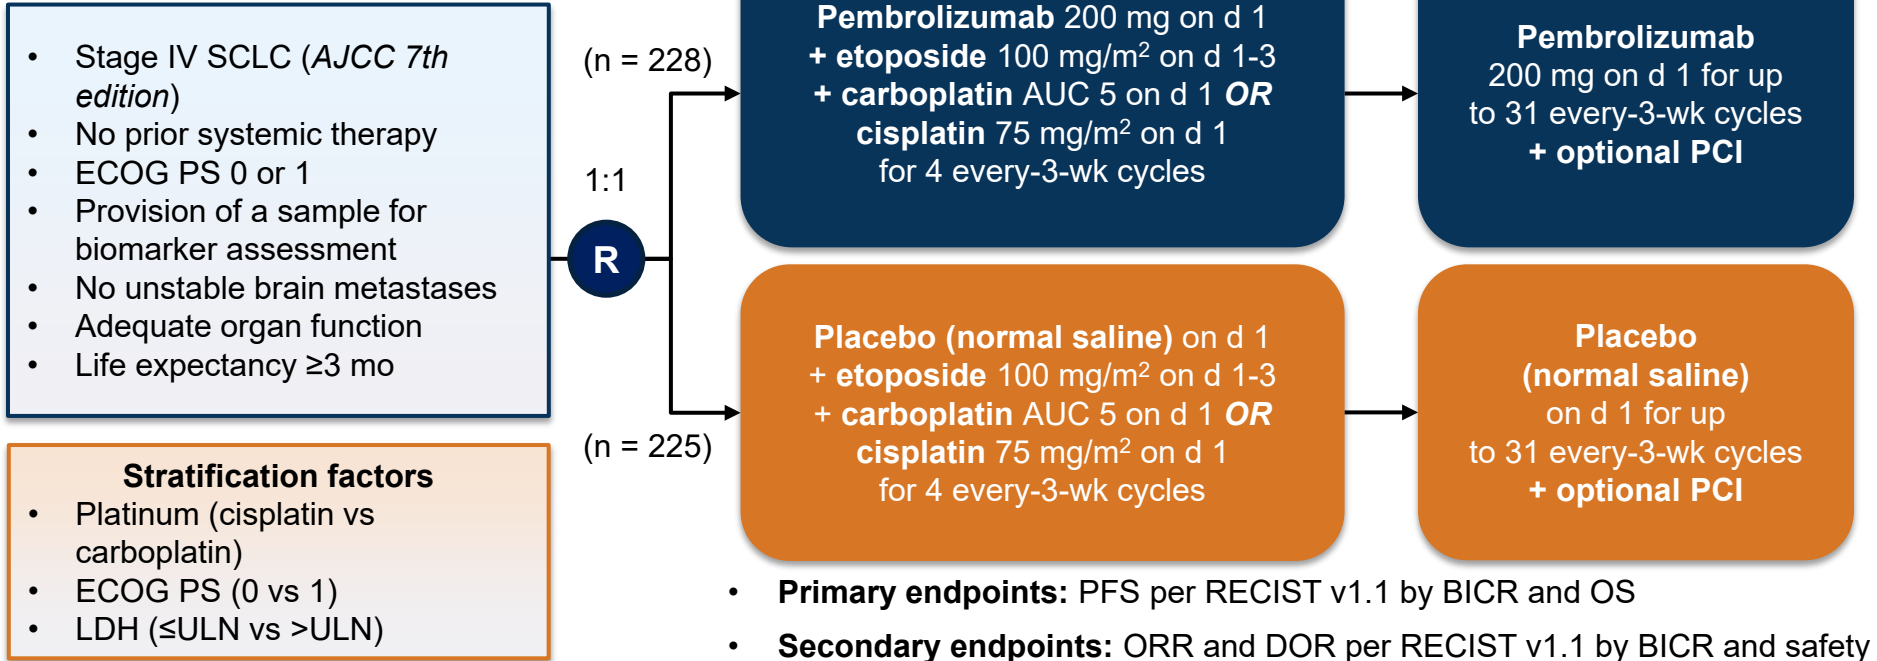 • Stage IV SCLC (AJCC 7th
edition)
• No prior systemic therapy
• ECOG PS 0 or 1
• Provision of a sample for
biomarker assessment
• No unstable brain metastases
• Adequate organ function
• Life expectancy ≥3 mo
Stratification factors
• Platinum (cisplatin vs
carboplatin)
• ECOG PS (0 vs 1)
• LDH (≤ULN vs >ULN)
(n = 228)
1:1
R
(n = 225)
Pembrolizumab 200 mg on d 1
+ etoposide 100 mg/m² on d 1-3
+ carboplatin AUC 5 on d 1 OR
cisplatin 75 mg/m² on d 1
for 4 every-3-wk cycles
Pembrolizumab
200 mg on d 1 for up
to 31 every-3-wk cycles
+ optional PCI
Placebo (normal saline) on d 1
+ etoposide 100 mg/m² on d 1-3
+ carboplatin AUC 5 on d 1 OR
cisplatin 75 mg/m² on d 1
for 4 every-3-wk cycles
Placebo
(normal saline)
on d 1 for up
to 31 every-3-wk cycles
+ optional PCI
• Primary endpoints: PFS per RECIST v1.1 by BICR and OS
• Secondary endpoints: ORR and DOR per RECIST v1.1 by BICR and safety